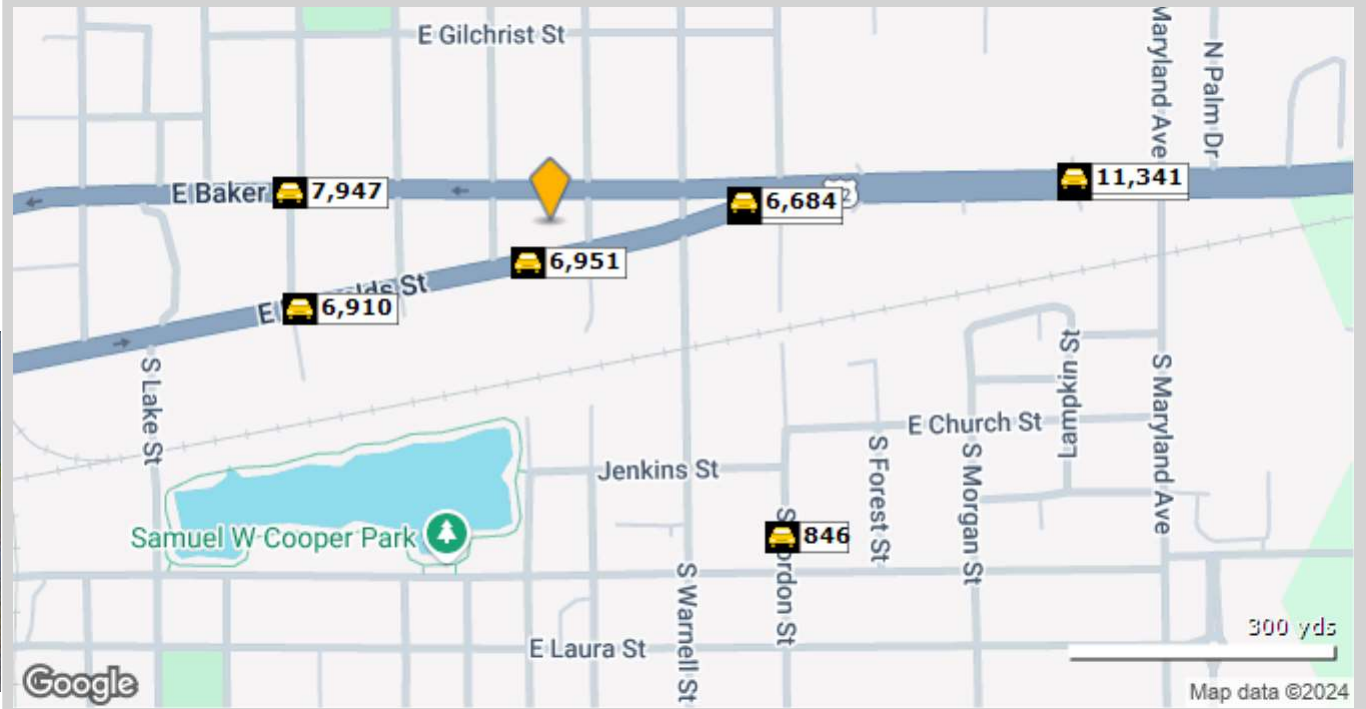 E Gilchrist St
Maryland Ave
N Palm Dr
E Baker
7,947
6,684
2
11,341
6,951
E
lds St
6,910
S Lake St
Lampkin St
S Maryland Ave
E Church St
Jenkins St
S Forest St
S Morgan St
Samuel W Cooper Park
846
S
ordon St
S Warnell St
E Laura St
300 yds
Google
Map data ©2024